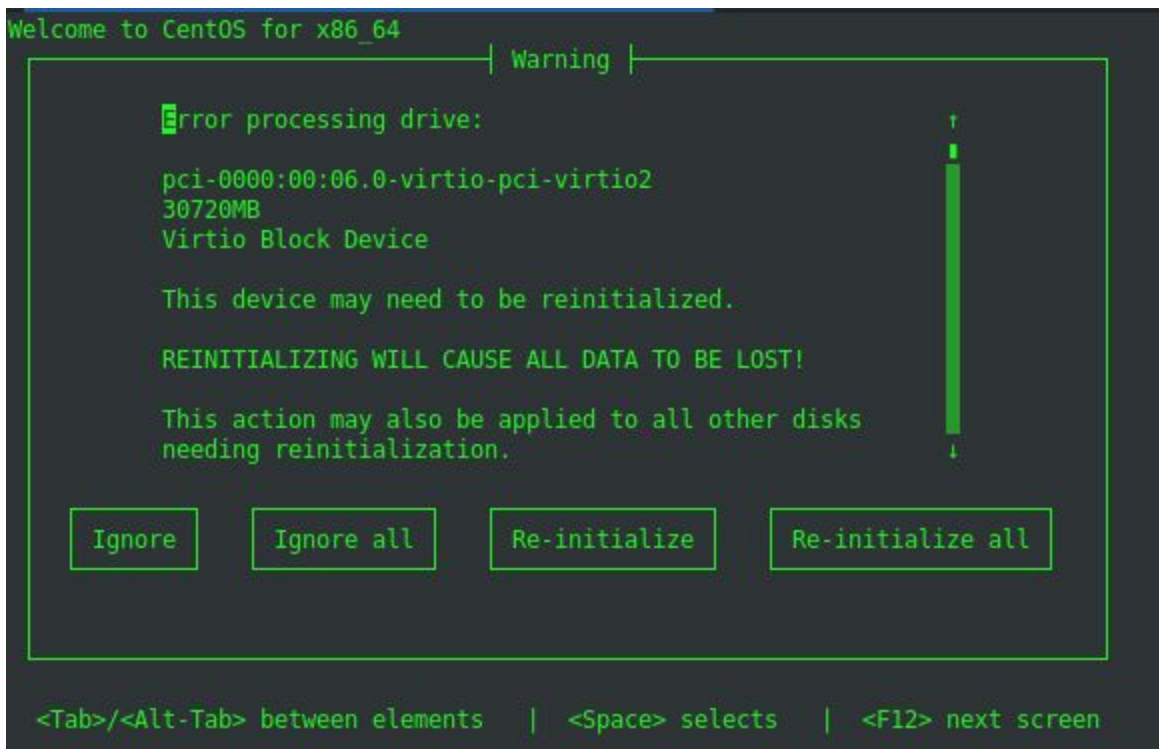 Welcome to CentOS for x86_64
Warning
Error processing drive:
pci-0000:00:06.0-virtio-pci-virtio2
30720MB
Virtio Block Device
This device may need to be reinitialized.
REINITIALIZING WILL CAUSE ALL DATA TO BE LOST!
This action may also be applied to all other disks
needing reinitialization.
Ignore Ignore all Re-initialize Re-initialize all
<Tab>/<Alt-Tab> between elements | <Space> selects | <F12> next screen